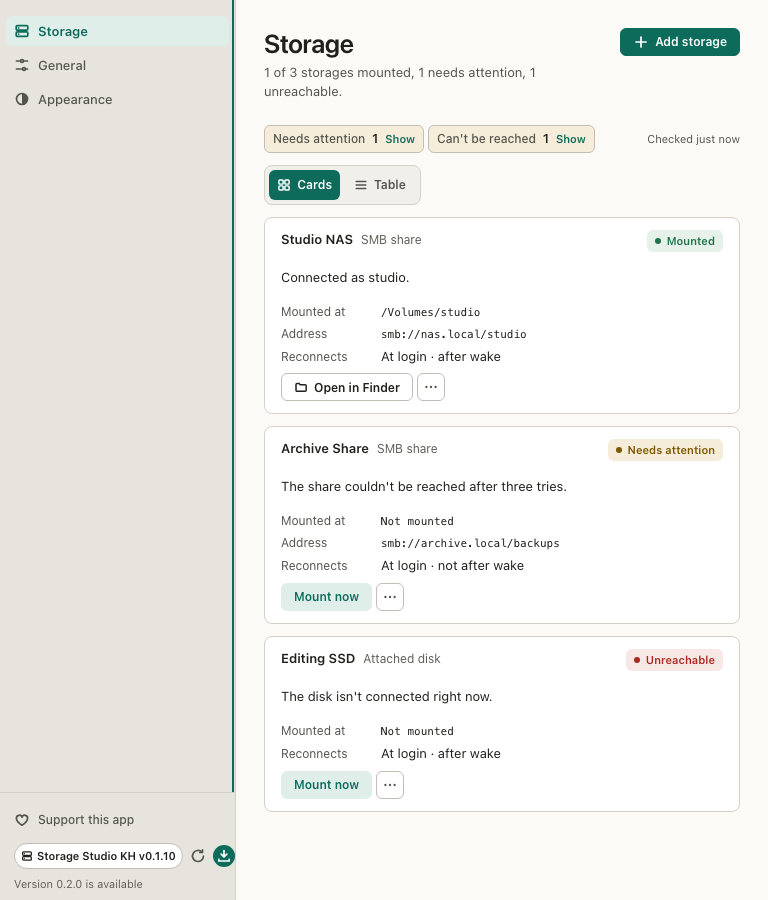 Storage
General
Appearance
Support this app
Storage Studio KH v0.1.10
Version 0.2.0 is available
Storage
Add storage
1 of 3 storages mounted, 1 needs attention, 1
unreachable.
Needs attention 1 Show
Can't be reached 1 Show
Checked just now
Cards
Table
Studio NAS SMB share
Mounted
Connected as studio.
Mounted at /Volumes/studio
Address smb://nas.local/studio
Reconnects At login · after wake
Open in Finder
Archive Share SMB share
Needs attention
The share couldn't be reached after three tries.
Mounted at Not mounted
Address smb://archive.local/backups
Reconnects At login · not after wake
Mount now
Editing SSD Attached disk
Unreachable
The disk isn't connected right now.
Mounted at Not mounted
Reconnects At login · after wake
Mount now